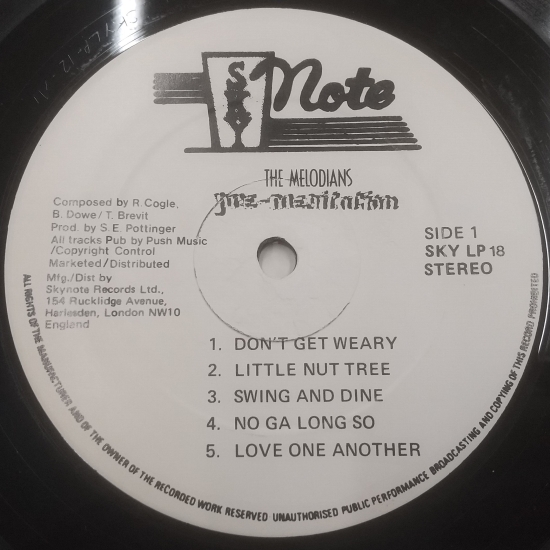 SKY Note
THE MELODIANS
pre-meditation
Composed by R. Cogle,
B. Dowe/T. Brevit
Prod. by S.E. Pottinger
All tracks Pub by Push Music
/Copyright Control
Marketed/Distributed
Mfg./Dist by
Skynote Records Ltd.,
154 Rucklidge Avenue,
Harlesden, London NW10
England
SIDE 1
SKY LP 18
STEREO
1. DON'T GET WEARY
2. LITTLE NUT TREE
3. SWING AND DINE
4. NO GA LONG SO
5. LOVE ONE ANOTHER
ALL RIGHTS OF THE MANUFACTURER AND OF THE OWNER OF THE RECORDED WORK RESERVED UNAUTHORISED PUBLIC PERFORMANCE BROADCASTING AND COPYING OF THIS RECORD PROHIBITED